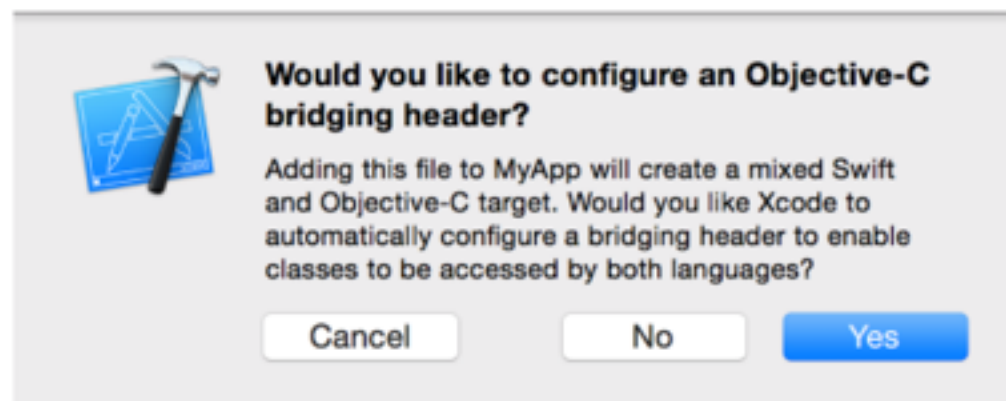 Would you like to configure an Objective-C
bridging header?
Adding this file to MyApp will create a mixed Swift
and Objective-C target. Would you like Xcode to
automatically configure a bridging header to enable
classes to be accessed by both languages?
Cancel No Yes